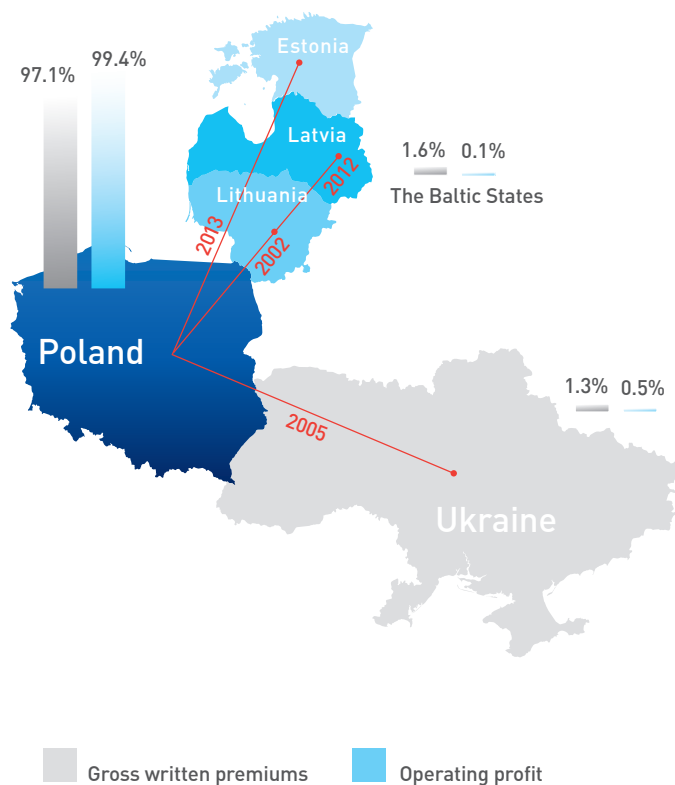 Estonia
99.4%
97.1%
Latvia
1.6% 0.1%
2012
Lithuania
The Baltic States
2013
2002
Poland
1.3% 0.5%
2005
Ukraine
Gross written premiums
Operating profit